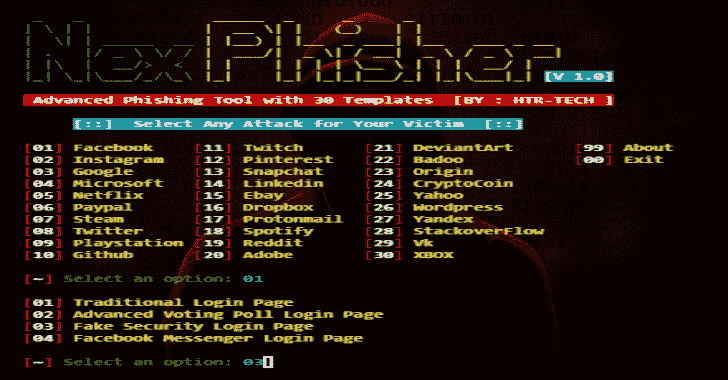 NexPhisher
[V 1.0]
Advanced Phishing Tool with 30 Templates [BY : HTR-TECH ]
[::] Select Any Attack for Your Victim [::]
[01] Facebook [11] Twitch [21] DeviantArt [99] About
[02] Instagram [12] Pinterest [22] Badoo [00] Exit
[03] Google [13] Snapchat [23] Origin
[04] Microsoft [14] Linkedin [24] CryptoCoin
[05] Netflix [15] Ebay [25] Yahoo
[06] Paypal [16] Dropbox [26] Wordpress
[07] Steam [17] Protonmail [27] Yandex
[08] Twitter [18] Spotify [28] StackoverFlow
[09] Playstation [19] Reddit [29] Vk
[10] Github [20] Adobe [30] XBOX
[~] Select an option: 01
[01] Traditional Login Page
[02] Advanced Voting Poll Login Page
[03] Fake Security Login Page
[04] Facebook Messenger Login Page
[~] Select an option: 03